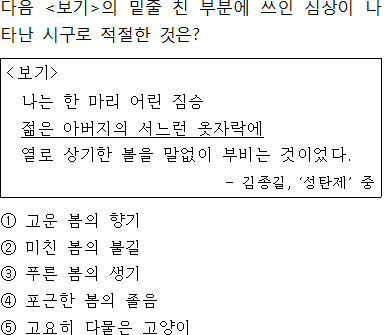 다음 <보기>의 밑줄 친 부분에 쓰인 심상이 나
타난 시구로 적절한 것은?
<보기>
나는 한 마리 어린 짐승
젊은 아버지의 서느런 옷자락에
열로 상기한 볼을 말없이 부비는 것이었다.
- 김종길, ‘성탄제’ 중
① 고운 봄의 향기
② 미친 봄의 불길
③ 푸른 봄의 생기
④ 포근한 봄의 졸음
⑤ 고요히 다물은 고양이